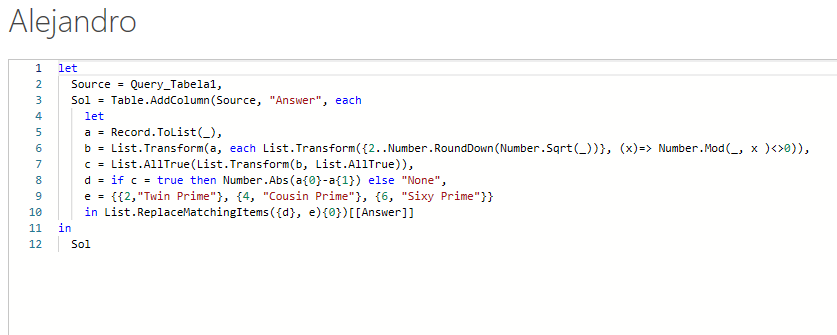 Alejandro
1 let
2 Source = Query_Tabela1,
3 Sol = Table.AddColumn(Source, "Answer", each
4 let
5 a = Record.ToList(_),
6 b = List.Transform(a, each List.Transform({2..Number.RoundDown(Number.Sqrt(_))}, (x)=> Number.Mod(_, x )<>0)),
7 c = List.AllTrue(List.Transform(b, List.AllTrue)),
8 d = if c = true then Number.Abs(a{0}-a{1}) else "None",
9 e = {{2,"Twin Prime"}, {4, "Cousin Prime"}, {6, "Sixy Prime"}}
10 in List.ReplaceMatchingItems({d}, e){0})[[Answer]]
11 in
12 Sol